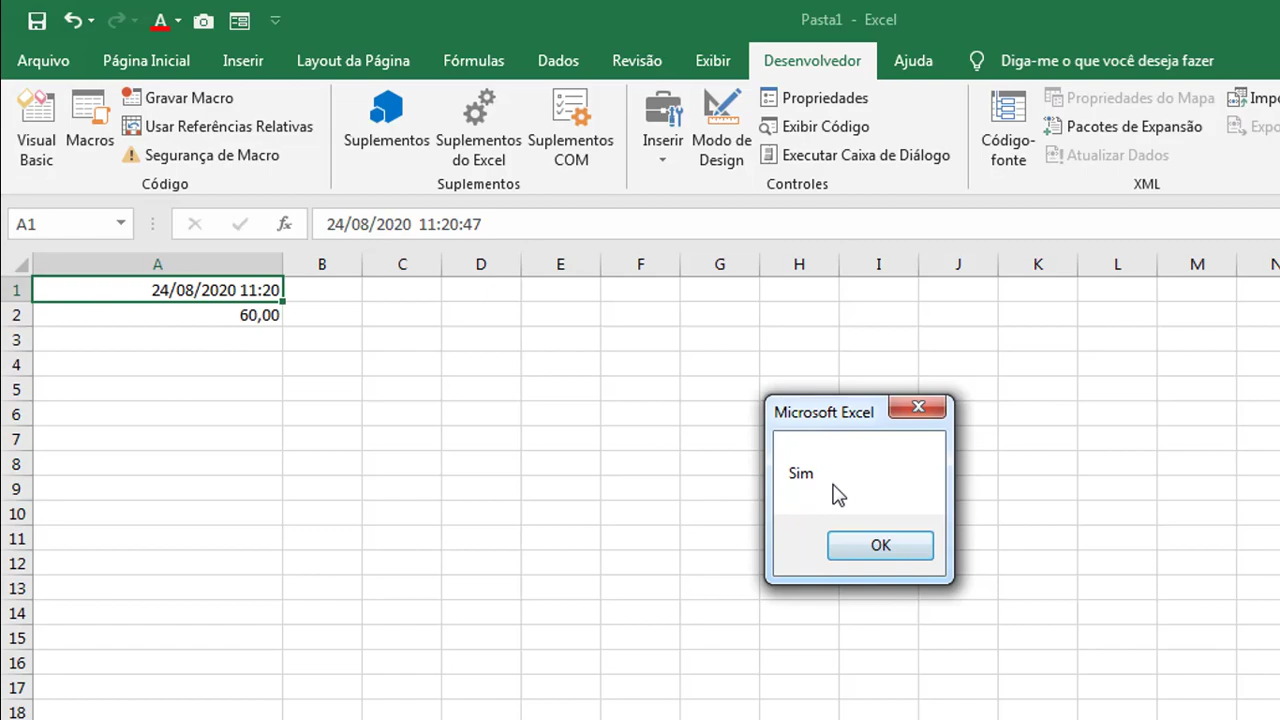 Pasta1 - Excel
Arquivo Página Inicial Inserir Layout da Página Fórmulas Dados Revisão Exibir Desenvolvedor Ajuda Diga-me o que você deseja fazer
Visual Basic
Macros
Gravar Macro
Usar Referências Relativas
Segurança de Macro
Código
Suplementos
Suplementos do Excel
Suplementos COM
Suplementos
Inserir
Modo de Design
Propriedades
Exibir Código
Executar Caixa de Diálogo
Controles
Código-fonte
Propriedades do Mapa
Pacotes de Expansão
Atualizar Dados
Impo
Expo
XML
A1 fx 24/08/2020 11:20:47
A B C D E F G H I J K L M N
1 24/08/2020 11:20
2 60,00
3
4
5
6
7
8
9
10
11
12
13
14
15
16
17
18
Microsoft Excel
Sim
OK